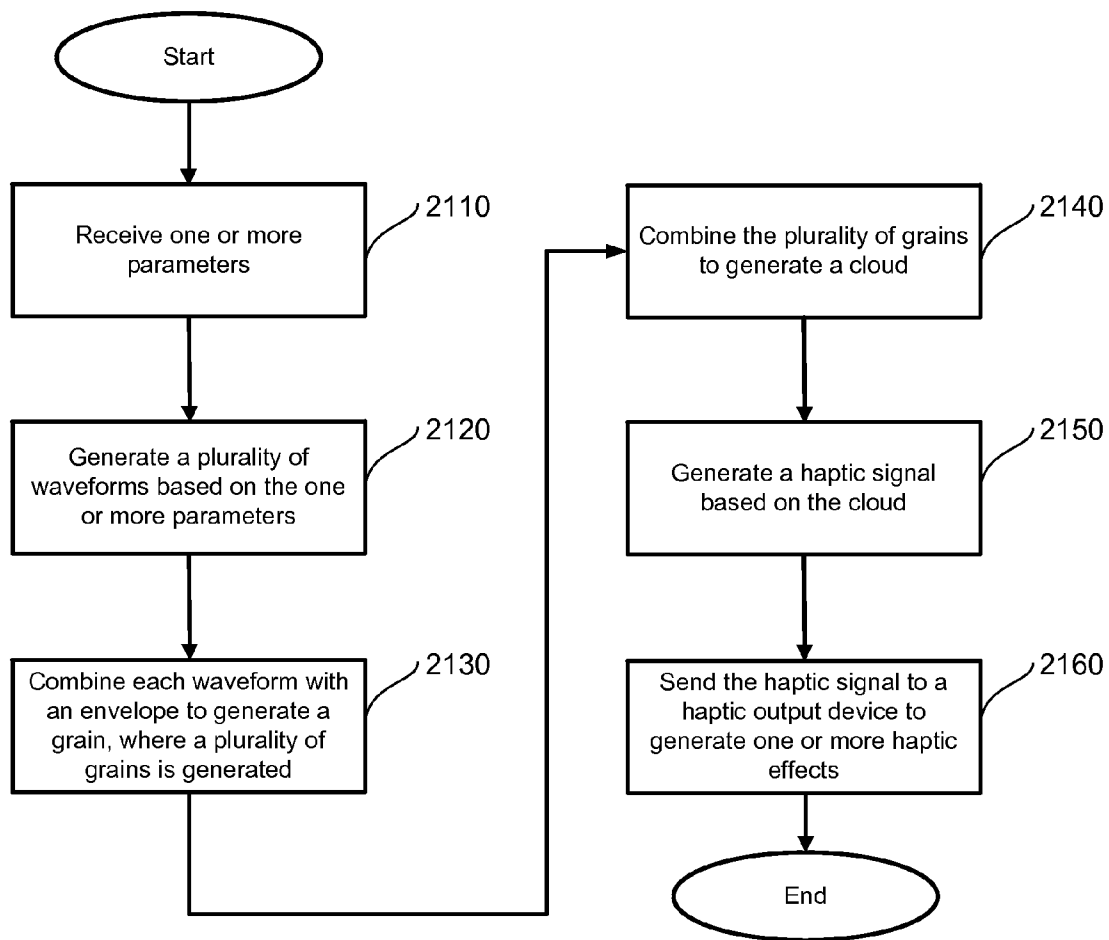 Start
Receive one or more
parameters
2110
Generate a plurality of
waveforms based on the one
or more parameters
2120
Combine each waveform with
an envelope to generate a
grain, where a plurality of
grains is generated
2130
Combine the plurality of grains
to generate a cloud
2140
Generate a haptic signal
based on the cloud
2150
Send the haptic signal to a
haptic output device to
generate one or more haptic
effects
2160
End